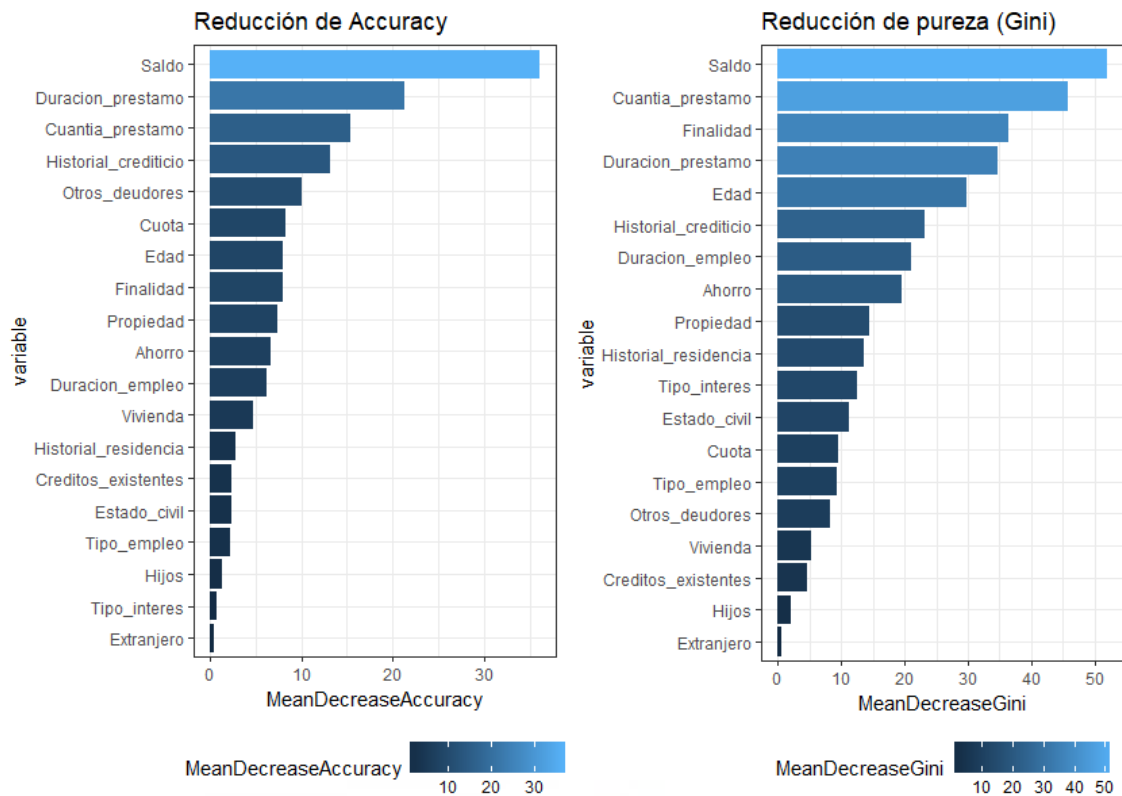 Reducción de Accuracy
variable
Saldo
Duracion_prestamo
Cuantia_prestamo
Historial_crediticio
Otros_deudores
Cuota
Edad
Finalidad
Propiedad
Ahorro
Duracion_empleo
Vivienda
Historial_residencia
Creditos_existentes
Estado_civil
Tipo_empleo
Hijos
Tipo_interes
Extranjero
0 10 20 30
MeanDecreaseAccuracy
MeanDecreaseAccuracy
10 20 30
Reducción de pureza (Gini)
variable
Saldo
Cuantia_prestamo
Finalidad
Duracion_prestamo
Edad
Historial_crediticio
Duracion_empleo
Ahorro
Propiedad
Historial_residencia
Tipo_interes
Estado_civil
Cuota
Tipo_empleo
Otros_deudores
Vivienda
Creditos_existentes
Hijos
Extranjero
0 10 20 30 40 50
MeanDecreaseGini
MeanDecreaseGini
10 20 30 40 50